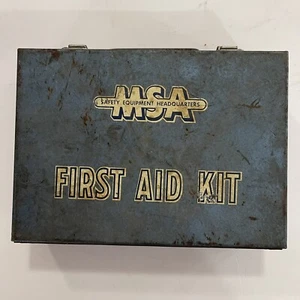 MSA
SAFETY EQUIPMENT HEADQUARTERS
FIRST AID KIT